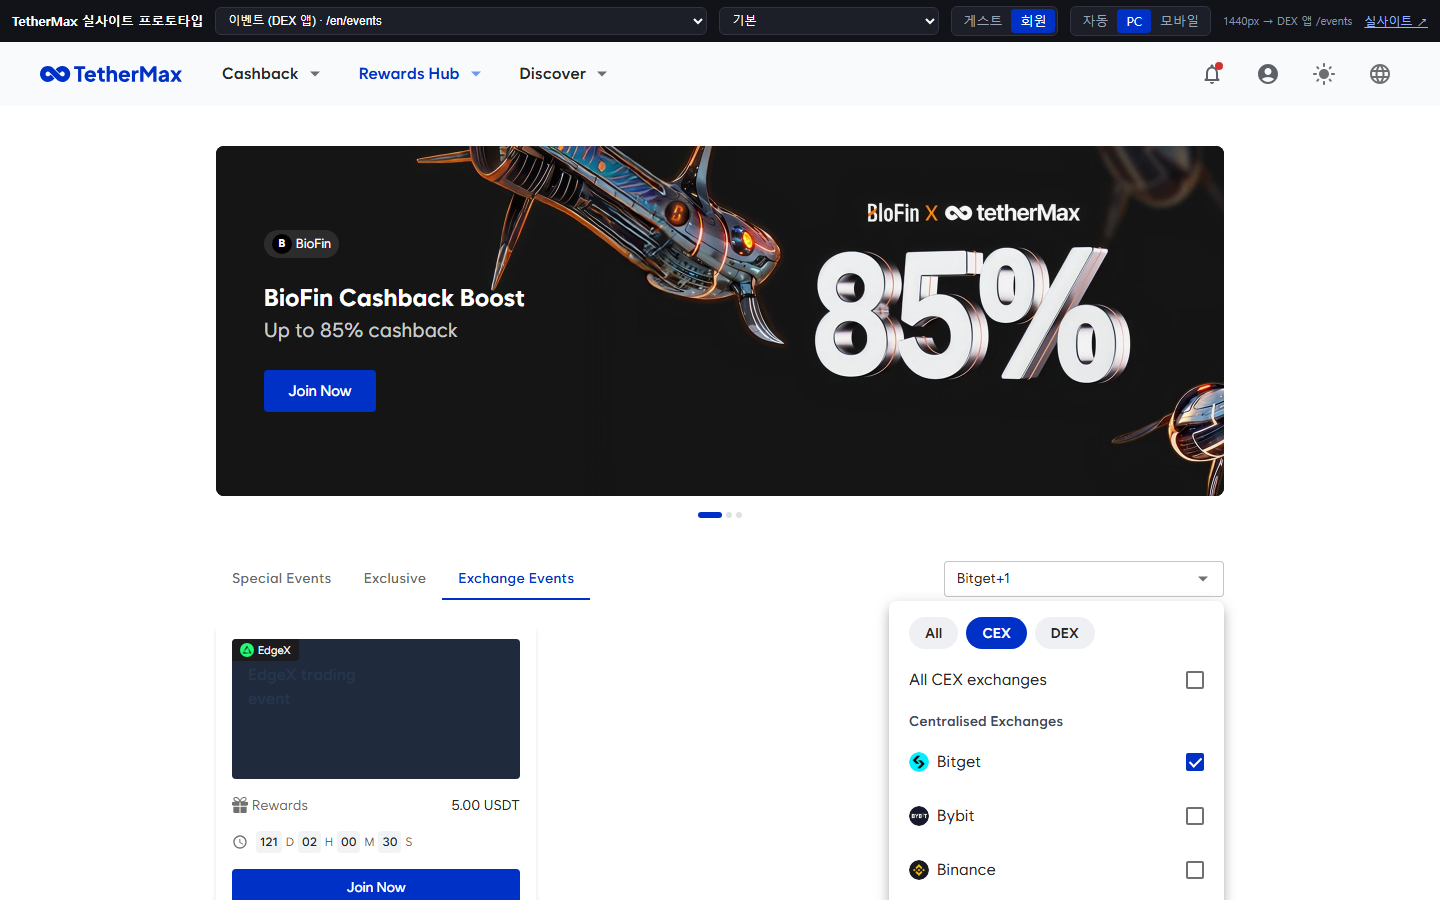 TetherMax 실사이트 프로토타입
이벤트 (DEX 앱) · /en/events
기본
게스트 회원
자동 PC 모바일
1440px → DEX 앱 /events
실사이트 ↗
TetherMax
Cashback
Rewards Hub
Discover
B BioFin
BioFin Cashback Boost
Up to 85% cashback
Join Now
BioFin X tetherMax
85%
Special Events
Exclusive
Exchange Events
Bitget+1
All CEX DEX
All CEX exchanges
Centralised Exchanges
Bitget
BYBIT Bybit
Binance
EdgeX
EdgeX trading
event
Rewards 5.00 USDT
121 D 02 H 00 M 30 S
Join Now